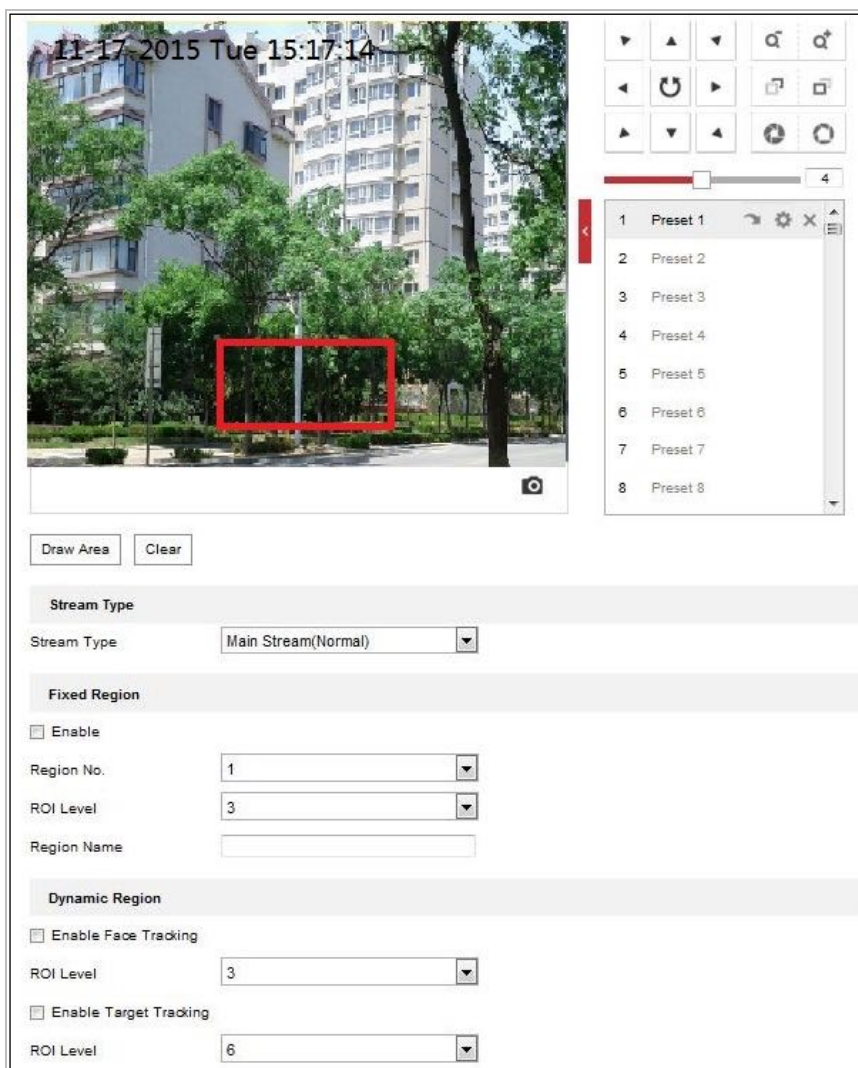 11-17-2015 Tue 15:17:14
4
1 Preset 1
2 Preset 2
3 Preset 3
4 Preset 4
5 Preset 5
6 Preset 6
7 Preset 7
8 Preset 8
Draw Area Clear
Stream Type
Stream Type Main Stream(Normal)
Fixed Region
Enable
Region No. 1
ROI Level 3
Region Name
Dynamic Region
Enable Face Tracking
ROI Level 3
Enable Target Tracking
ROI Level 6